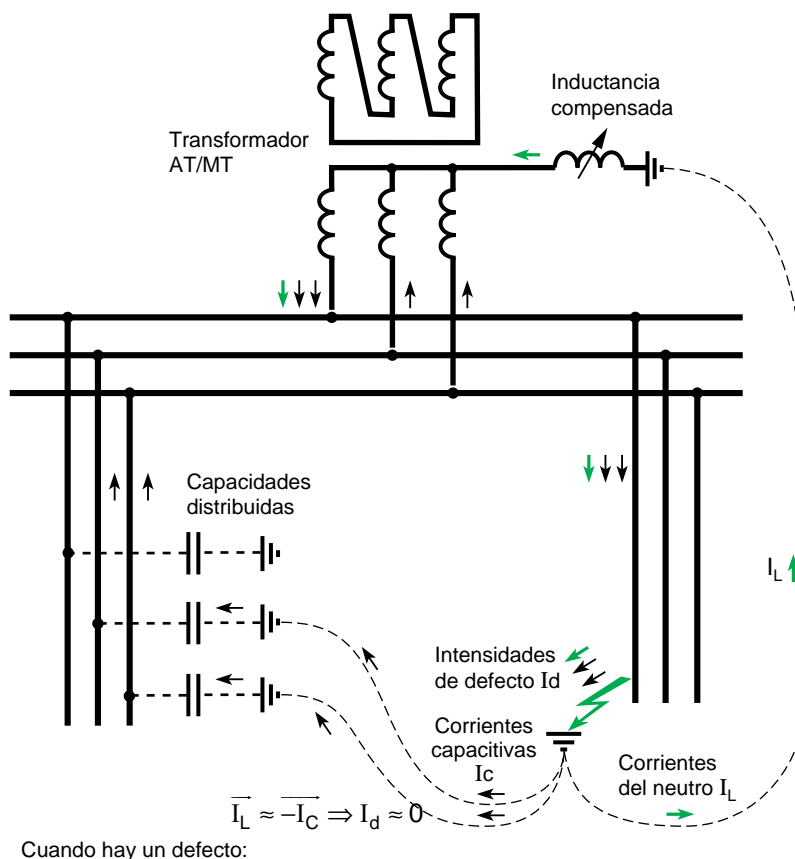 Inductancia
compensada
Transformador
AT/MT
Capacidades
distribuidas
I_L
Intensidades
de defecto Id
Corrientes
capacitivas
Ic
Corrientes
del neutro I_L
I_L ≈ -I_C ⇒ I_d ≈ 0
Cuando hay un defecto: